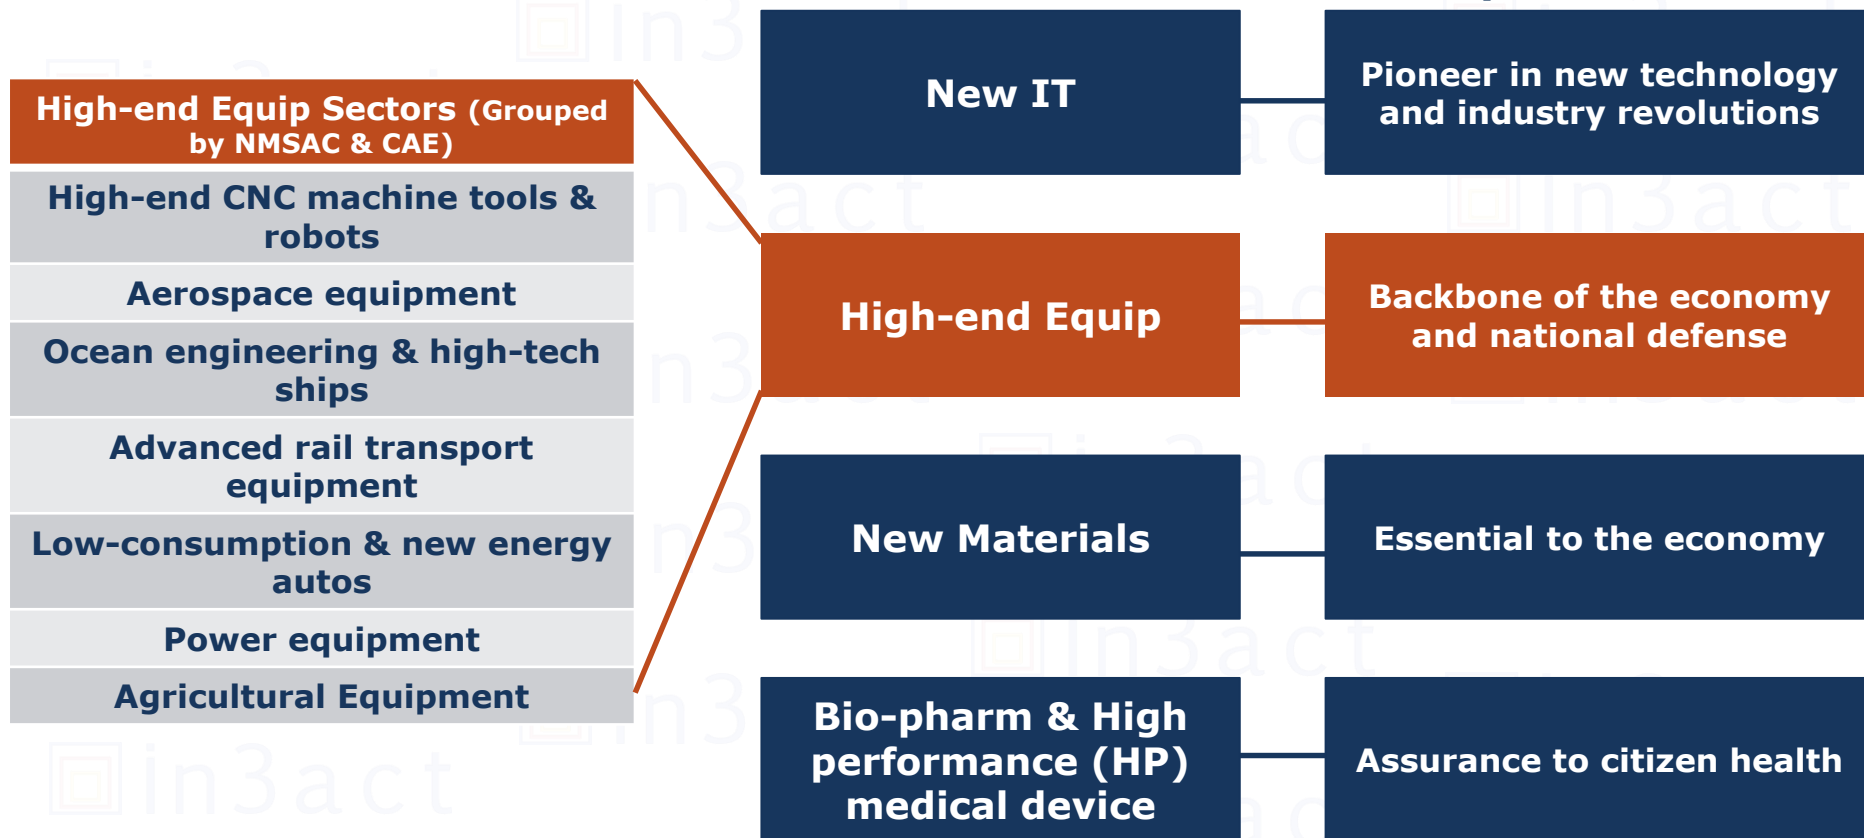 High-end Equip Sectors (Grouped
by NMSAC & CAE)
High-end CNC machine tools &
robots
Aerospace equipment
Ocean engineering & high-tech
ships
Advanced rail transport
equipment
Low-consumption & new energy
autos
Power equipment
Agricultural Equipment
New IT
Pioneer in new technology
and industry revolutions
High-end Equip
Backbone of the economy
and national defense
New Materials
Essential to the economy
Bio-pharm & High
performance (HP)
medical device
Assurance to citizen health
in3act